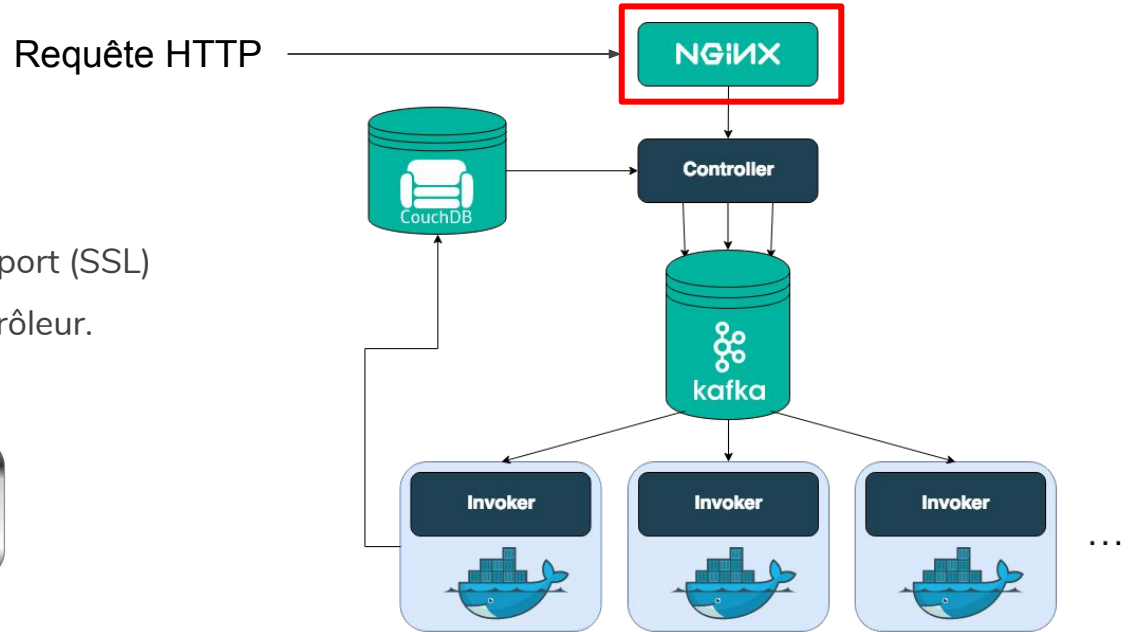 Requête HTTP
NGINX
Controller
CouchDB
port (SSL)
rôleur.
kafka
Invoker
Invoker
Invoker
...